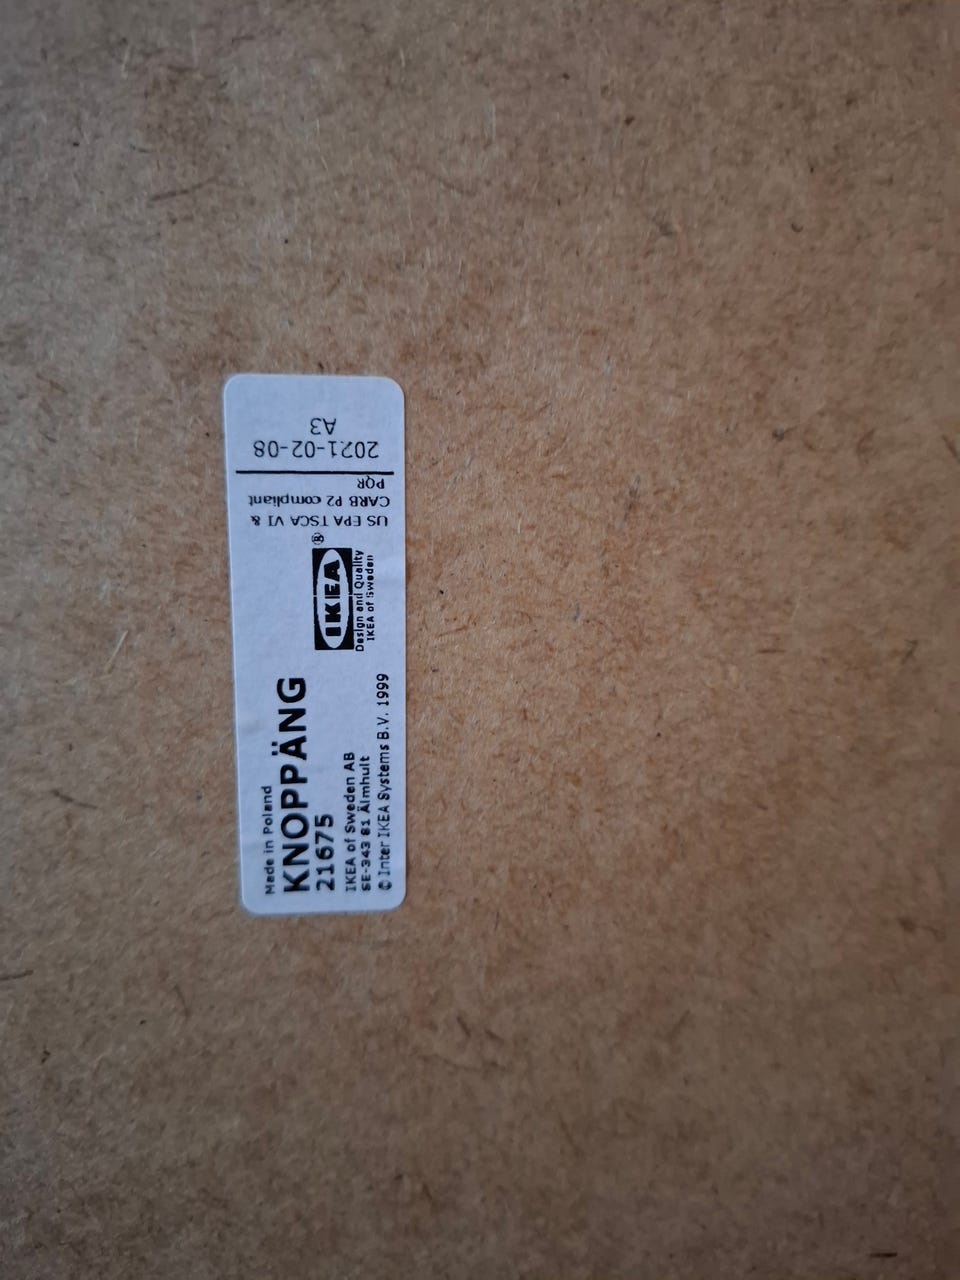 Made in Poland
KNOPPÄNG
21675
IKEA of Sweden AB
SE-343 81 Älmhult
© Inter IKEA Systems B.V. 1999
IKEA®
Design and Quality
IKEA of Sweden
US EPA TSCA VI &
CARB P2 compliant
PQR
2021-02-08
A3